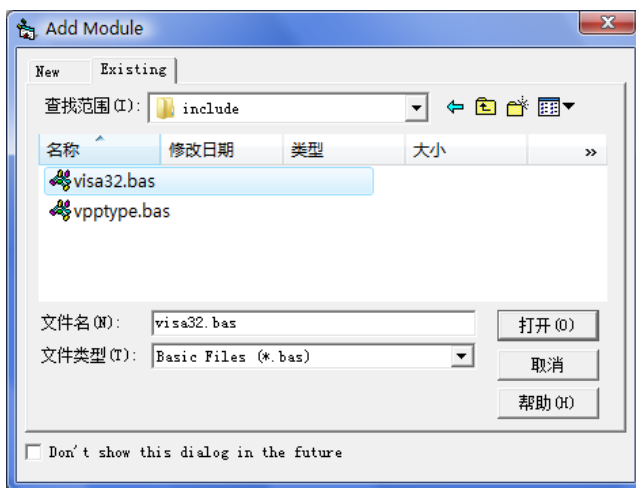 Add Module
New Existing
查找范围(I): include
名称 修改日期 类型 大小 »
visa32.bas
vpptype.bas
文件名(N): visa32.bas 打开(O)
文件类型(T): Basic Files (*.bas) 取消
帮助(H)
Don't show this dialog in the future